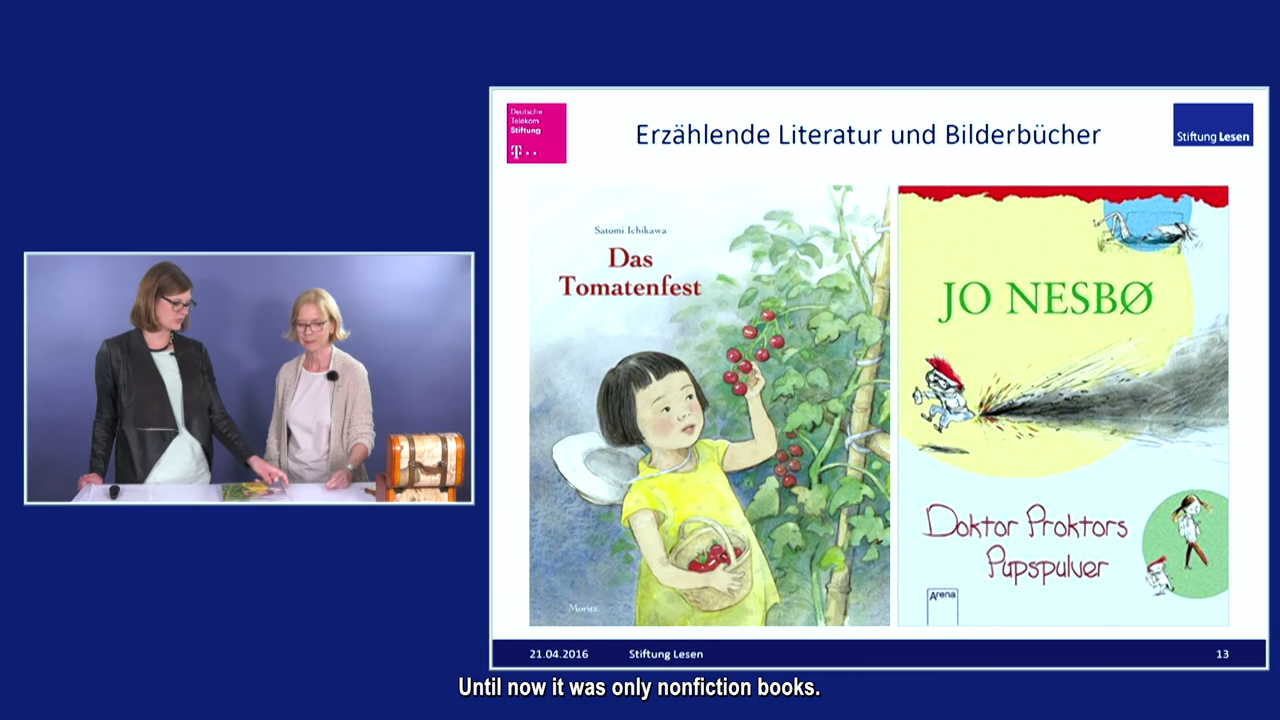 Deutsche
Telekom
Stiftung
T
Erzählende Literatur und Bilderbücher
Stiftung Lesen
Satomi Ichikawa
Das
Tomatenfest
Moritz
JO NESBØ
Doktor Proktors
Pupspulver
Arena
21.04.2016
Stiftung Lesen
13
Until now it was only nonfiction books.